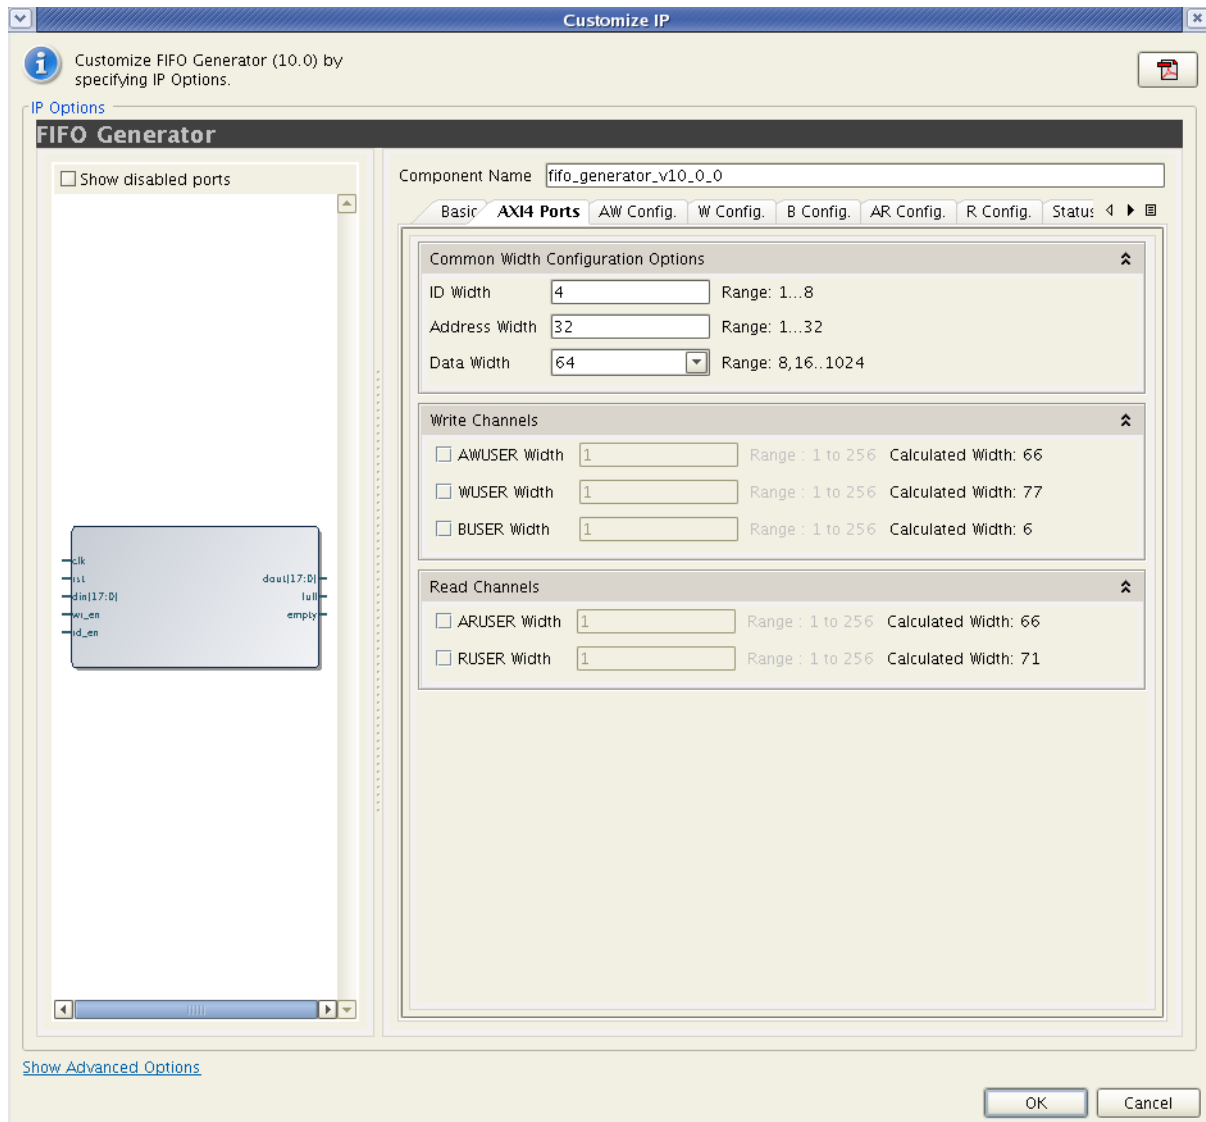 Customize IP
Customize FIFO Generator (10.0) by
specifying IP Options.
IP Options
FIFO Generator
Show disabled ports
clk
rst
din[17:0]
wr_en
rd_en
dout[17:0]
full
empty
Component Name fifo_generator_v10_0_0
Basic AXI4 Ports AW Config. W Config. B Config. AR Config. R Config. Status
Common Width Configuration Options
ID Width 4 Range: 1...8
Address Width 32 Range: 1...32
Data Width 64 Range: 8,16..1024
Write Channels
AWUSER Width 1 Range : 1 to 256 Calculated Width: 66
WUSER Width 1 Range : 1 to 256 Calculated Width: 77
BUSER Width 1 Range : 1 to 256 Calculated Width: 6
Read Channels
ARUSER Width 1 Range : 1 to 256 Calculated Width: 66
RUSER Width 1 Range : 1 to 256 Calculated Width: 71
Show Advanced Options
OK Cancel